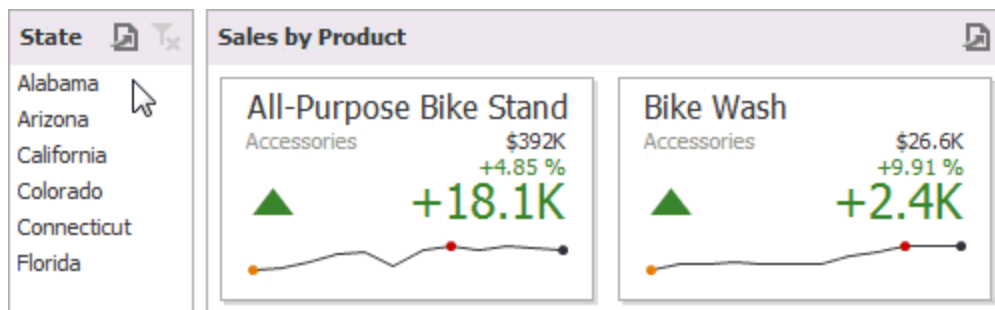 State
Alabama
Arizona
California
Colorado
Connecticut
Florida
Sales by Product
All-Purpose Bike Stand
Accessories $392K
+4.85 %
+18.1K
Bike Wash
Accessories $26.6K
+9.91 %
+2.4K